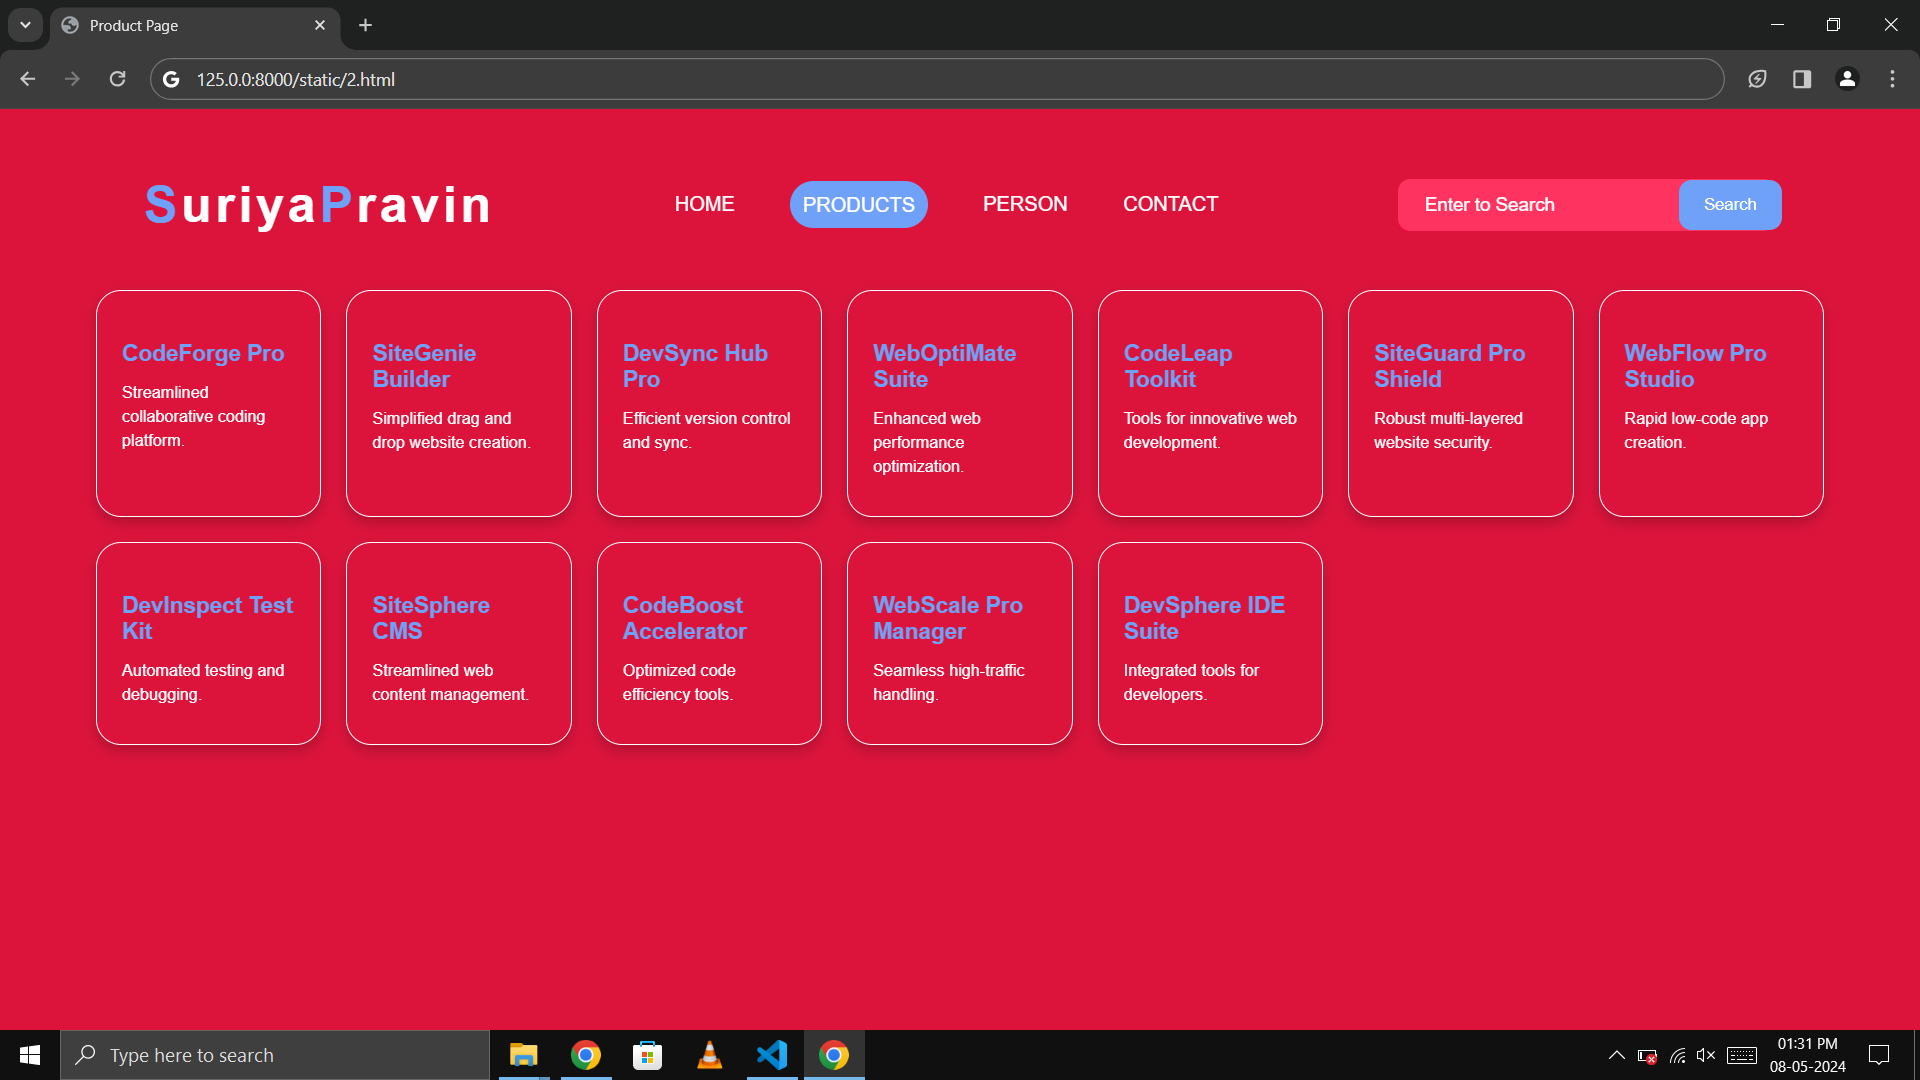 Product Page
125.0.0:8000/static/2.html
SuriyaPravin
HOME
PRODUCTS
PERSON
CONTACT
Enter to Search
Search
CodeForge Pro
Streamlined
collaborative coding
platform.
SiteGenie
Builder
Simplified drag and
drop website creation.
DevSync Hub
Pro
Efficient version control
and sync.
WebOptiMate
Suite
Enhanced web
performance
optimization.
CodeLeap
Toolkit
Tools for innovative web
development.
SiteGuard Pro
Shield
Robust multi-layered
website security.
WebFlow Pro
Studio
Rapid low-code app
creation.
DevInspect Test
Kit
Automated testing and
debugging.
SiteSphere
CMS
Streamlined web
content management.
CodeBoost
Accelerator
Optimized code
efficiency tools.
WebScale Pro
Manager
Seamless high-traffic
handling.
DevSphere IDE
Suite
Integrated tools for
developers.
Type here to search
01:31 PM
08-05-2024